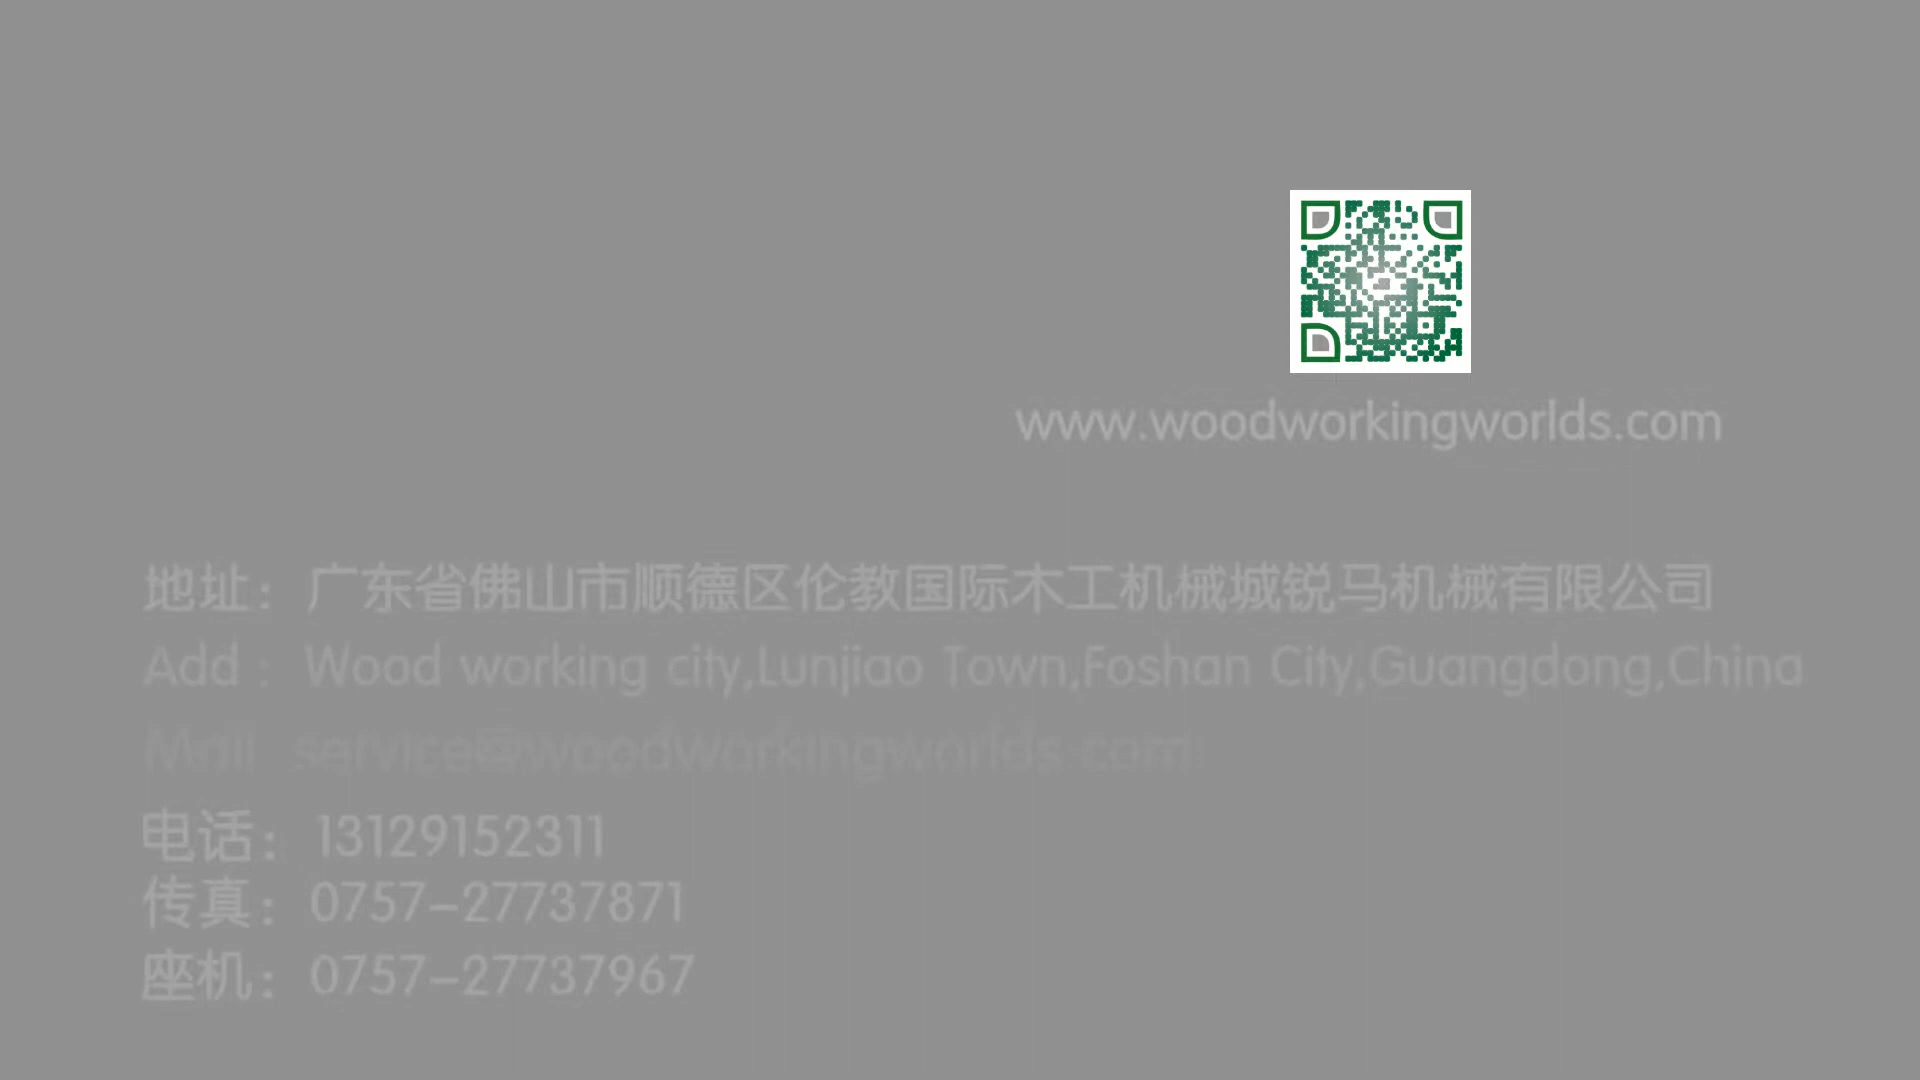 www.woodworkingworlds.com
地址：广东省佛山市顺德区伦教国际木工机械城锐马机械有限公司
Add： Wood working city,Lunjiao Town,Foshan City,Guangdong,China
Mail service@woodworkingworlds.com
电话：13129152311
传真：0757-27737871
座机：0757-27737967